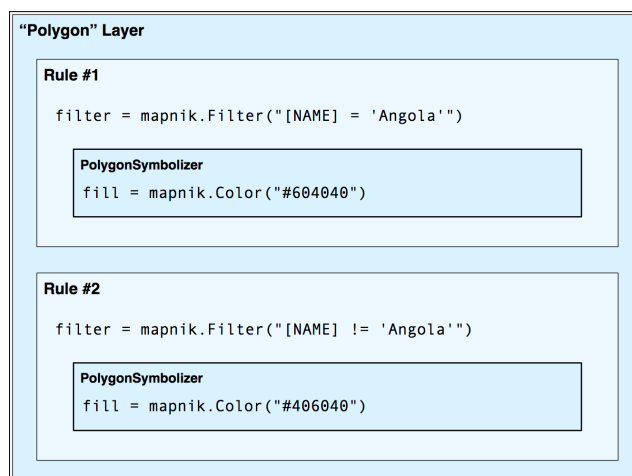 “Polygon” Layer
Rule #1
filter = mapnik.Filter("[NAME] = 'Angola'")
PolygonSymbolizer
fill = mapnik.Color("#604040")
Rule #2
filter = mapnik.Filter("[NAME] != 'Angola'")
PolygonSymbolizer
fill = mapnik.Color("#406040")